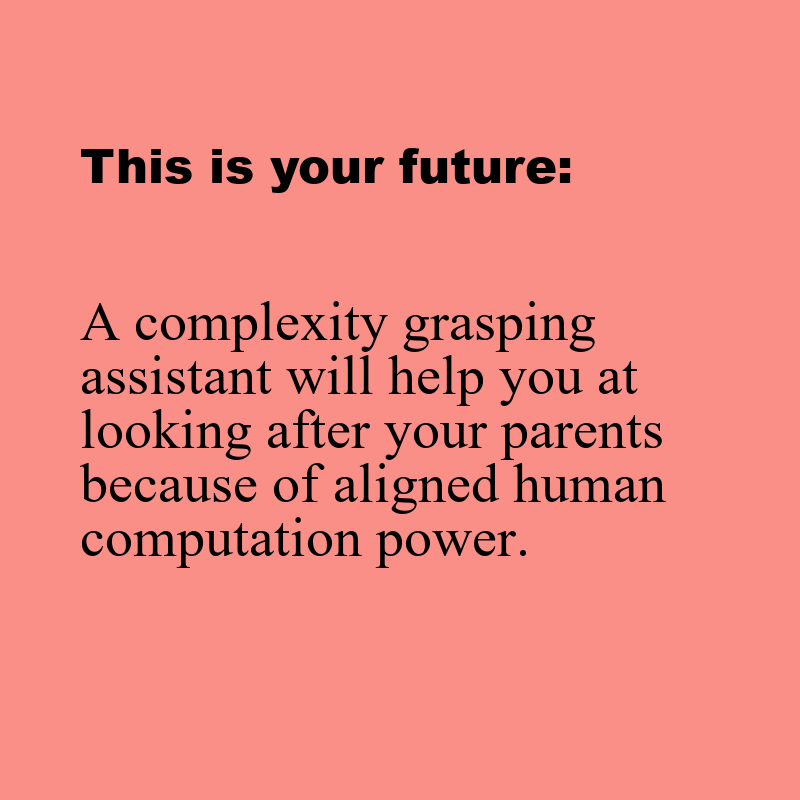 This is your future:
A complexity grasping
assistant will help you at
looking after your parents
because of aligned human
computation power.